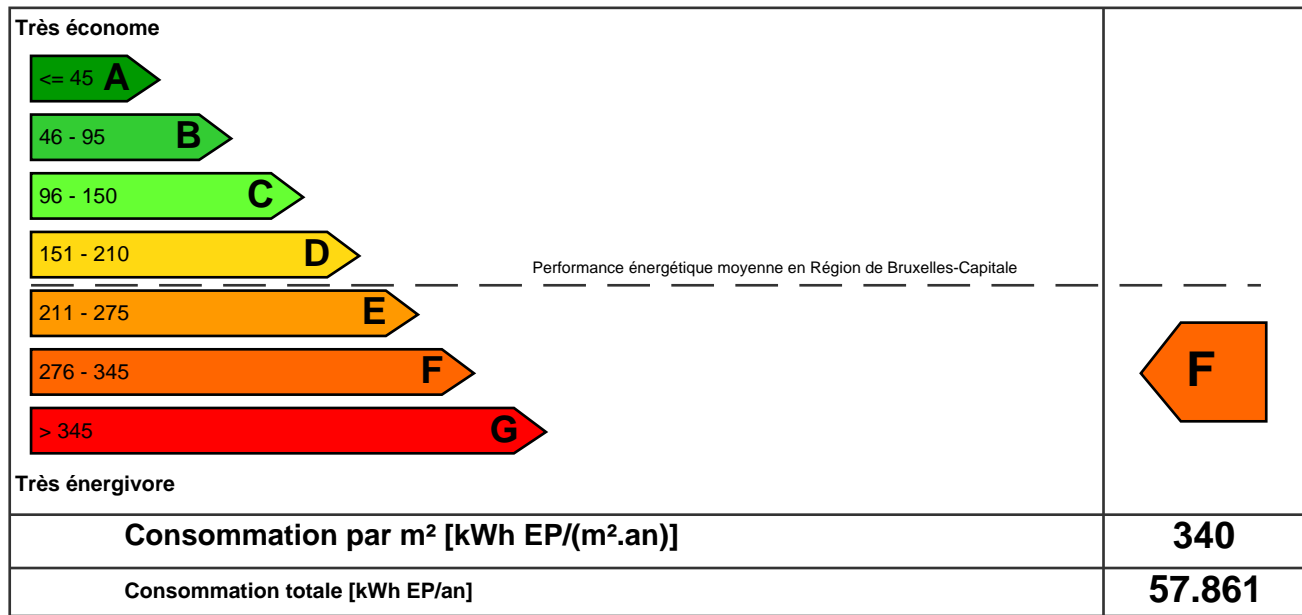 Très économe
<= 45 A
46 - 95 B
96 - 150 C
151 - 210 D
Performance énergétique moyenne en Région de Bruxelles-Capitale
211 - 275 E
276 - 345 F
F
> 345 G
Très énergivore
Consommation par m² [kWh EP/(m².an)] 340
Consommation totale [kWh EP/an] 57.861